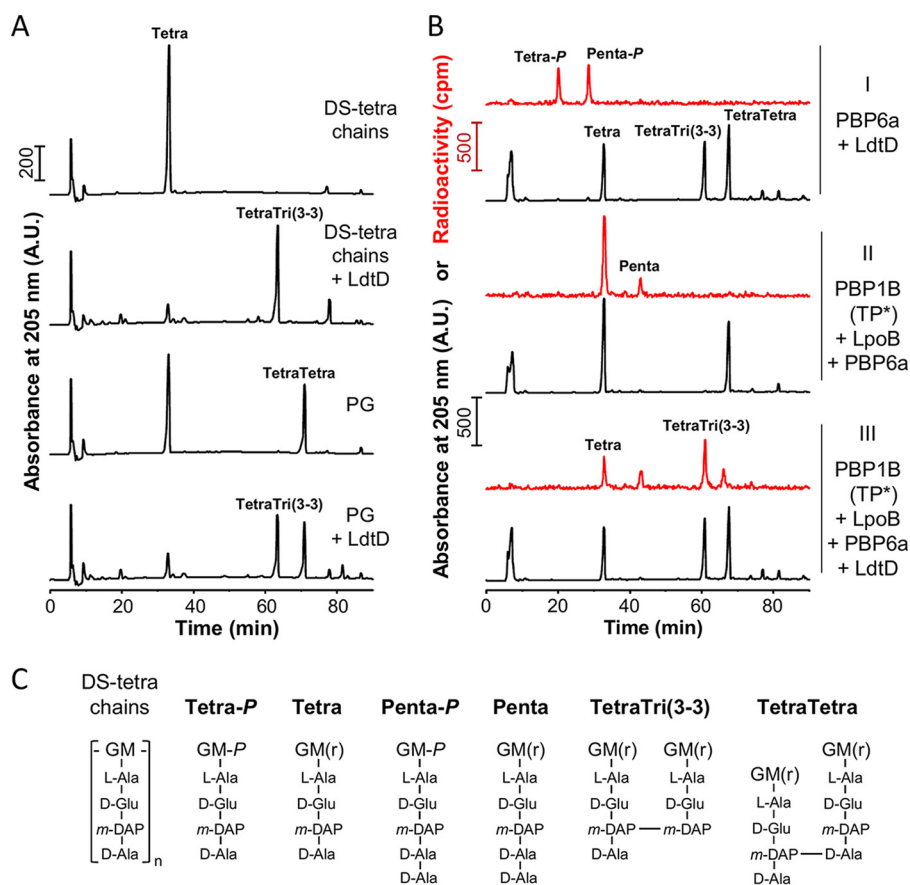 A
Absorbance at 205 nm (A.U.)
200
Tetra
DS-tetra
chains
TetraTri(3-3)
DS-tetra
chains
+ LdtD
TetraTetra
PG
TetraTri(3-3)
PG
+ LdtD
0 20 40 60 80
Time (min)
B
Absorbance at 205 nm (A.U.) or Radioactivity (cpm)
500
500
Tetra-P
Penta-P
Tetra
TetraTri(3-3)
TetraTetra
I
PBP6a
+ LdtD
Penta
II
PBP1B
(TP*)
+ LpoB
+ PBP6a
Tetra
TetraTri(3-3)
III
PBP1B
(TP*)
+ LpoB
+ PBP6a
+ LdtD
0 20 40 60 80
Time (min)
C
DS-tetra
chains
- GM -
L-Ala
D-Glu
m-DAP
D-Ala
n
Tetra-P
GM-P
L-Ala
D-Glu
m-DAP
D-Ala
Tetra
GM(r)
L-Ala
D-Glu
m-DAP
D-Ala
Penta-P
GM-P
L-Ala
D-Glu
m-DAP
D-Ala
D-Ala
Penta
GM(r)
L-Ala
D-Glu
m-DAP
D-Ala
D-Ala
TetraTri(3-3)
GM(r) GM(r)
L-Ala L-Ala
D-Glu D-Glu
m-DAP m-DAP
D-Ala
TetraTetra
GM(r)
L-Ala
D-Glu
m-DAP
D-Ala
GM(r)
L-Ala
D-Glu
m-DAP
D-Ala